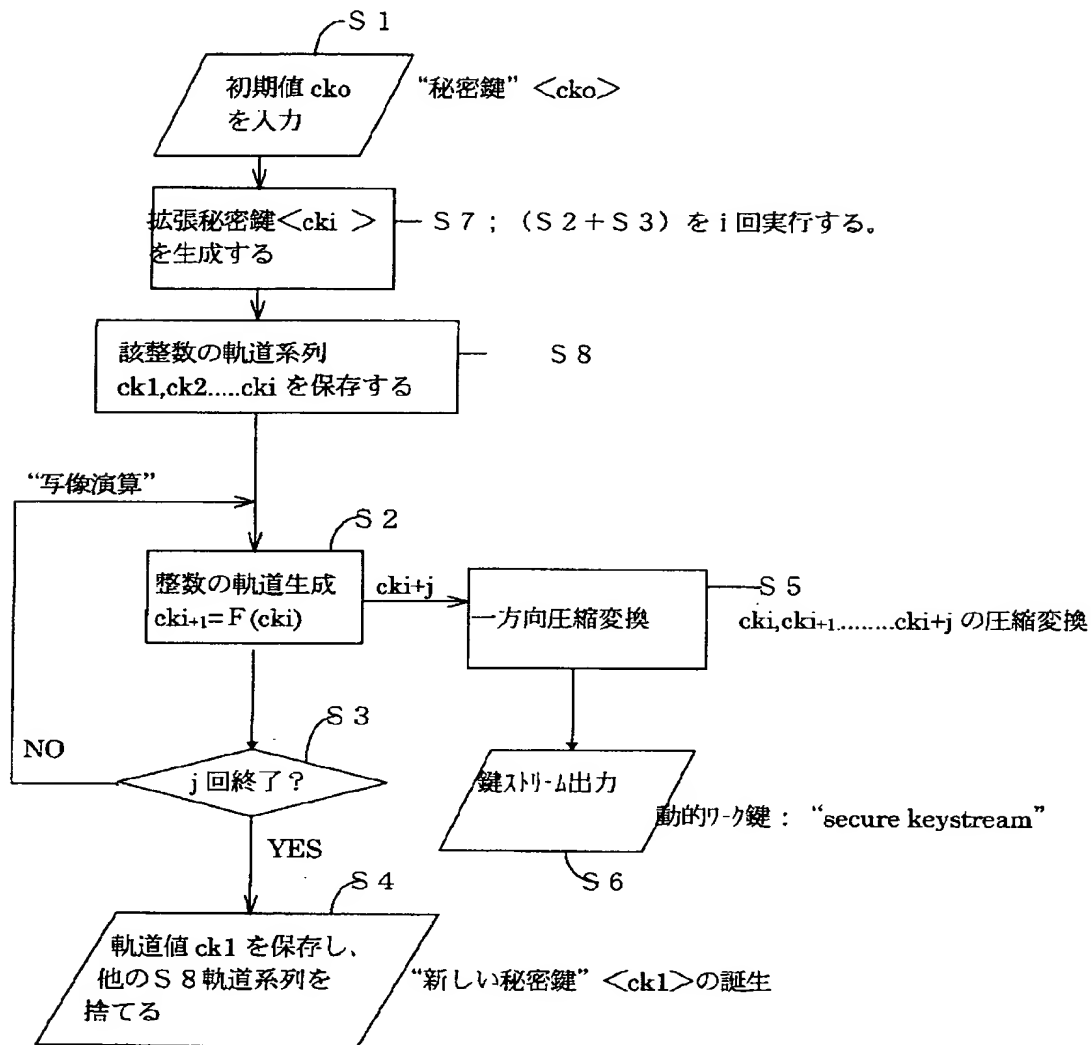 S 1
初期値 cko
を入力
“秘密鍵” <cko>
拡張秘密鍵<cki >
を生成する
S 7 ; (S 2 + S 3) を i 回実行する。
該整数の軌道系列
ck1,ck2.....cki を保存する
S 8
“写像演算”
S 2
整数の軌道生成
cki+1= F (cki)
cki+j
一方向圧縮変換
S 5
cki,cki+1.........cki+j の圧縮変換
S 3
NO
j 回終了？
鍵ｽﾄﾘｰﾑ出力
動的ﾜｰｸ鍵 : “secure keystream”
YES
S 6
S 4
軌道値 ck1 を保存し、
他のS 8 軌道系列を
捨てる
“新しい秘密鍵” <ck1>の誕生